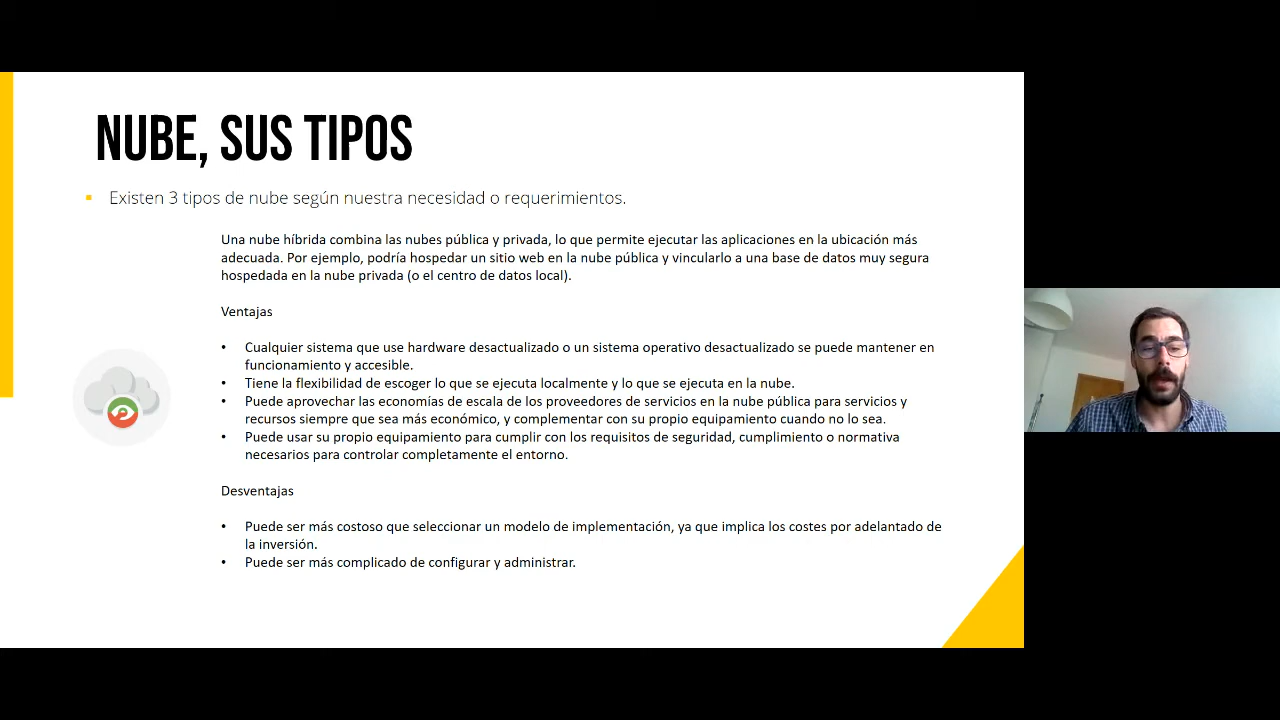 NUBE, SUS TIPOS
▪ Existen 3 tipos de nube según nuestra necesidad o requerimientos.
Una nube híbrida combina las nubes pública y privada, lo que permite ejecutar las aplicaciones en la ubicación más
adecuada. Por ejemplo, podría hospedar un sitio web en la nube pública y vincularlo a una base de datos muy segura
hospedada en la nube privada (o el centro de datos local).
Ventajas
• Cualquier sistema que use hardware desactualizado o un sistema operativo desactualizado se puede mantener en
funcionamiento y accesible.
• Tiene la flexibilidad de escoger lo que se ejecuta localmente y lo que se ejecuta en la nube.
• Puede aprovechar las economías de escala de los proveedores de servicios en la nube pública para servicios y
recursos siempre que sea más económico, y complementar con su propio equipamiento cuando no lo sea.
• Puede usar su propio equipamiento para cumplir con los requisitos de seguridad, cumplimiento o normativa
necesarios para controlar completamente el entorno.
Desventajas
• Puede ser más costoso que seleccionar un modelo de implementación, ya que implica los costes por adelantado de
la inversión.
• Puede ser más complicado de configurar y administrar.